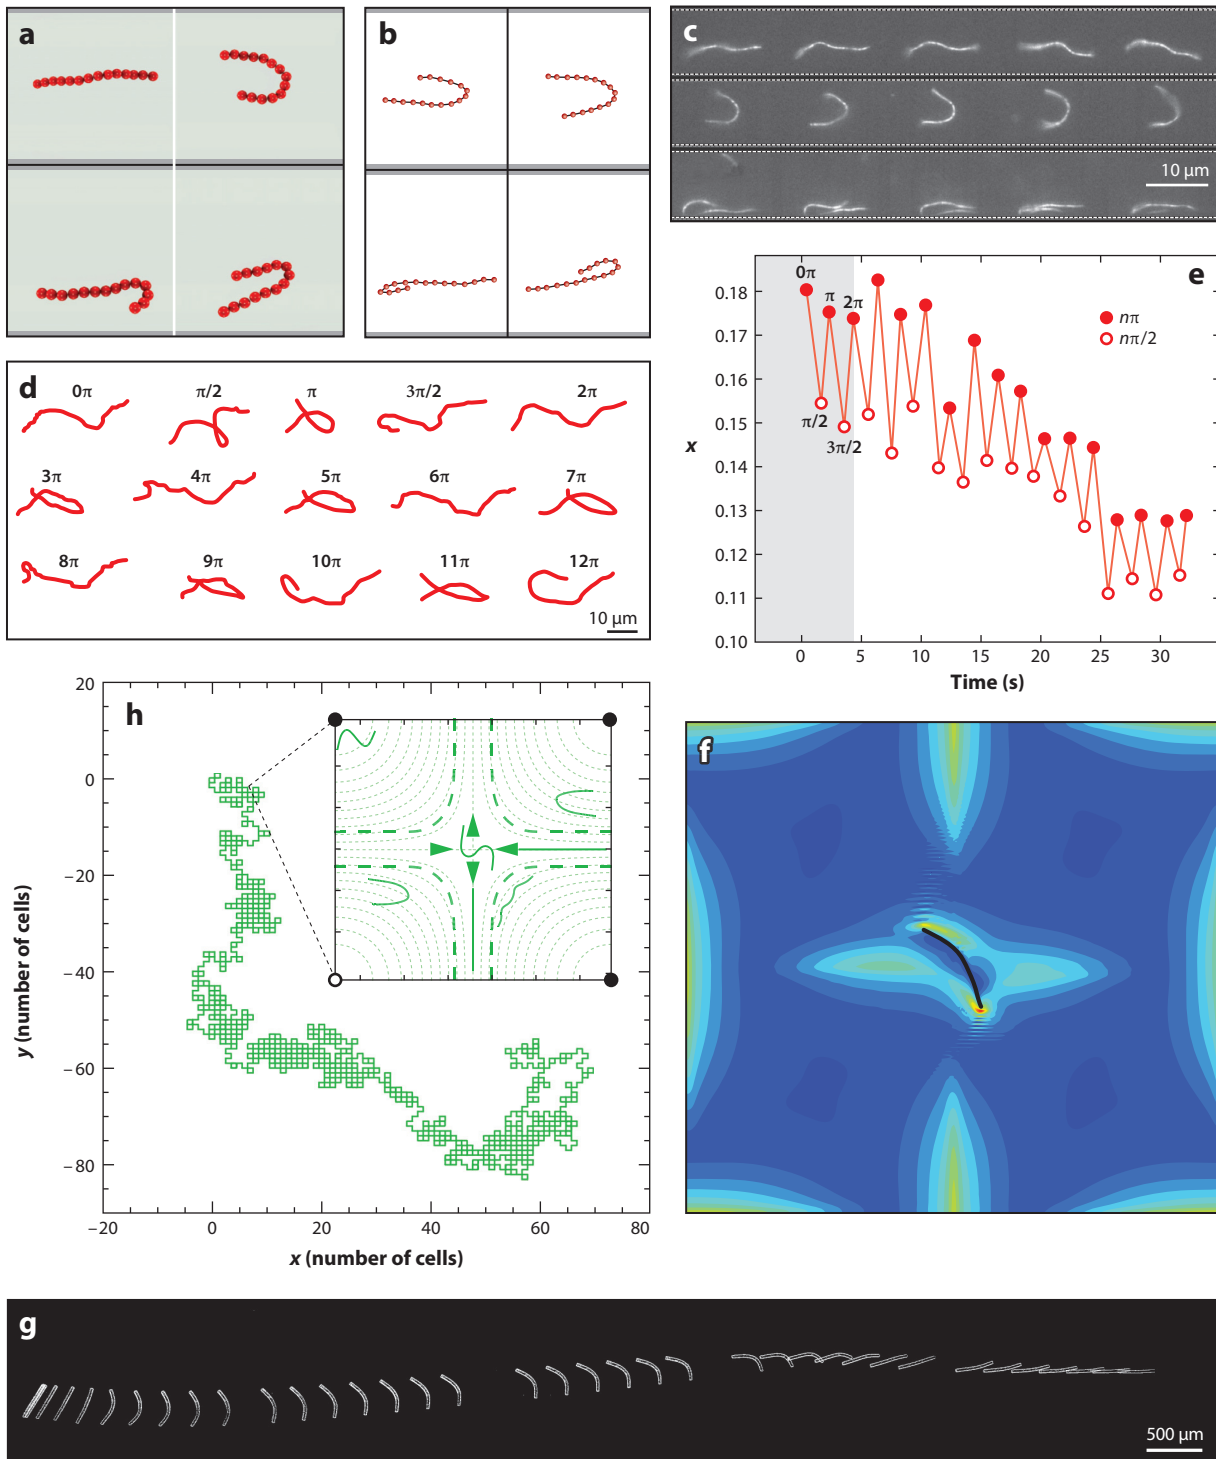 a
b
c
10 μm
d
0π π/2 π 3π/2 2π
3π 4π 5π 6π 7π
8π 9π 10π 11π 12π
10 μm
e
0π
π
2π
π/2
3π/2
nπ
nπ/2
0.18
0.17
0.16
0.15
0.14
0.13
0.12
0.11
0.10
x
0 5 10 15 20 25 30
Time (s)
h
20
0
−20
−40
−60
−80
y (number of cells)
−20 0 20 40 60 80
x (number of cells)
f
g
500 μm